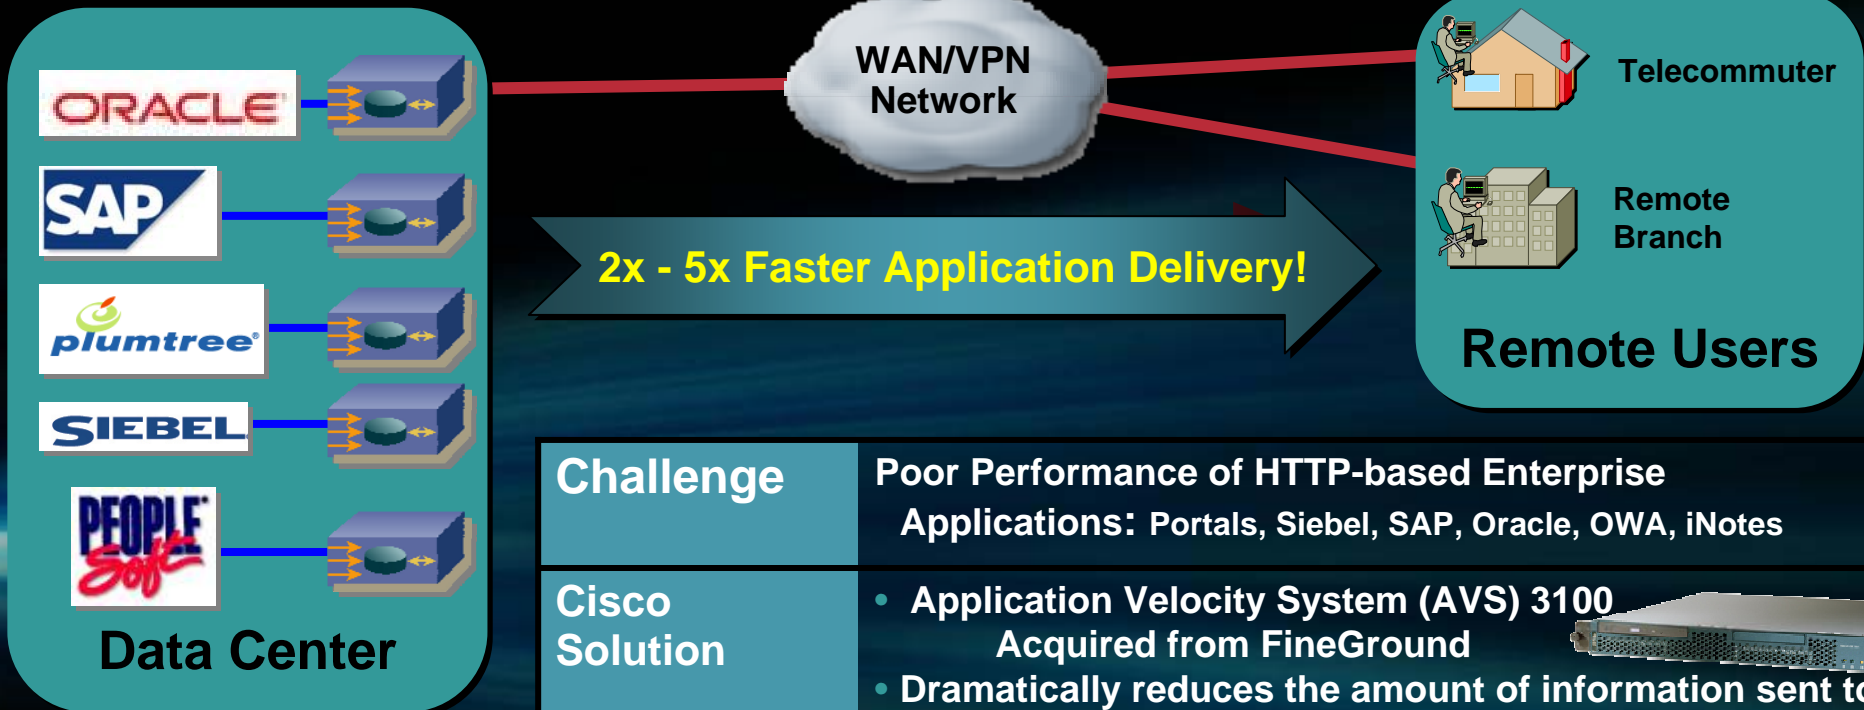 ORACLE
SAP
plumtree®
SIEBEL
PEOPLE
Soft
Data Center
WAN/VPN
Network
2x - 5x Faster Application Delivery!
Telecommuter
Remote
Branch
Remote Users
Challenge
Poor Performance of HTTP-based Enterprise
Applications: Portals, Siebel, SAP, Oracle, OWA, iNotes
Cisco
Solution
• Application Velocity System (AVS) 3100
Acquired from FineGround
• Dramatically reduces the amount of information sent to